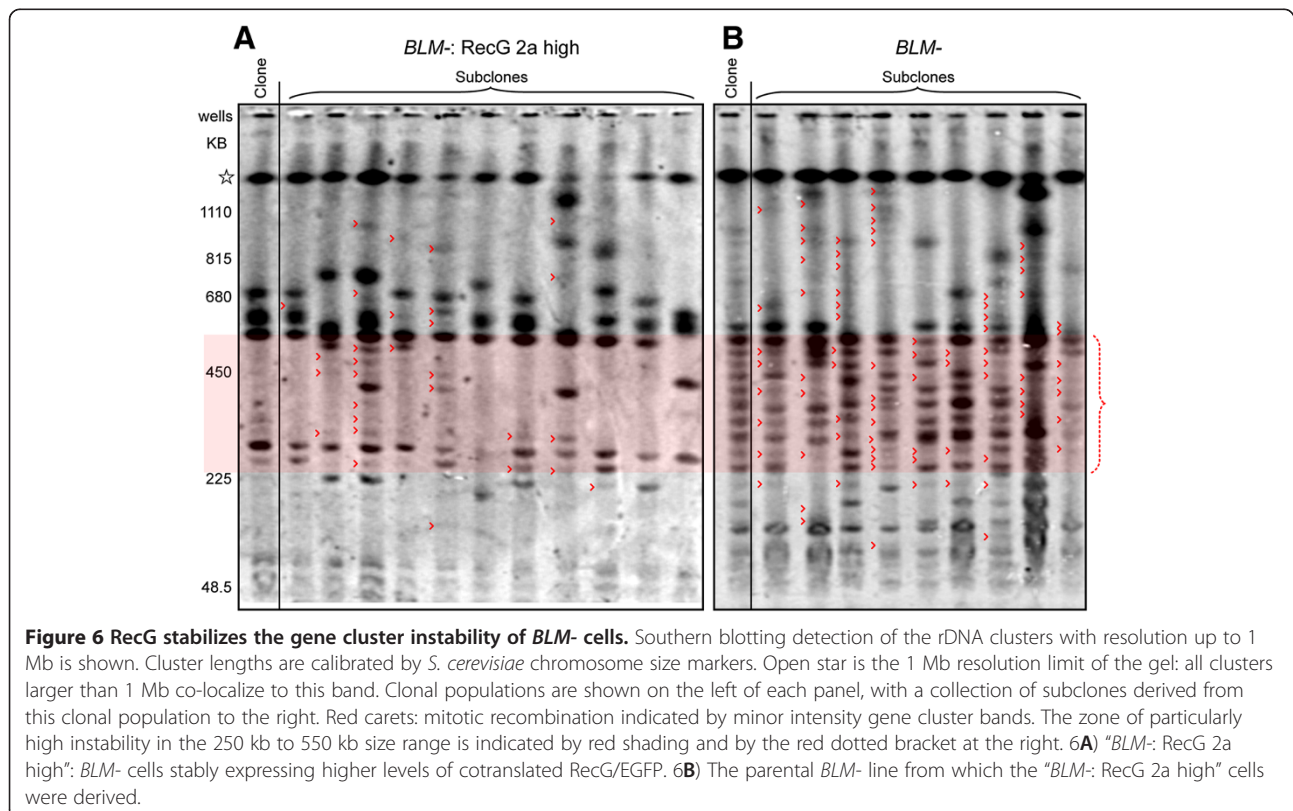 A
BLM-: RecG 2a high
Clone
Subclones
B
BLM-
Clone
Subclones
wells
KB
☆
1110
815
680
450
225
48.5
Figure 6 RecG stabilizes the gene cluster instability of BLM- cells. Southern blotting detection of the rDNA clusters with resolution up to 1
Mb is shown. Cluster lengths are calibrated by S. cerevisiae chromosome size markers. Open star is the 1 Mb resolution limit of the gel: all clusters
larger than 1 Mb co-localize to this band. Clonal populations are shown on the left of each panel, with a collection of subclones derived from
this clonal population to the right. Red carets: mitotic recombination indicated by minor intensity gene cluster bands. The zone of particularly
high instability in the 250 kb to 550 kb size range is indicated by red shading and by the red dotted bracket at the right. 6A) “BLM-: RecG 2a
high”: BLM- cells stably expressing higher levels of cotranslated RecG/EGFP. 6B) The parental BLM- line from which the “BLM-: RecG 2a high” cells
were derived.